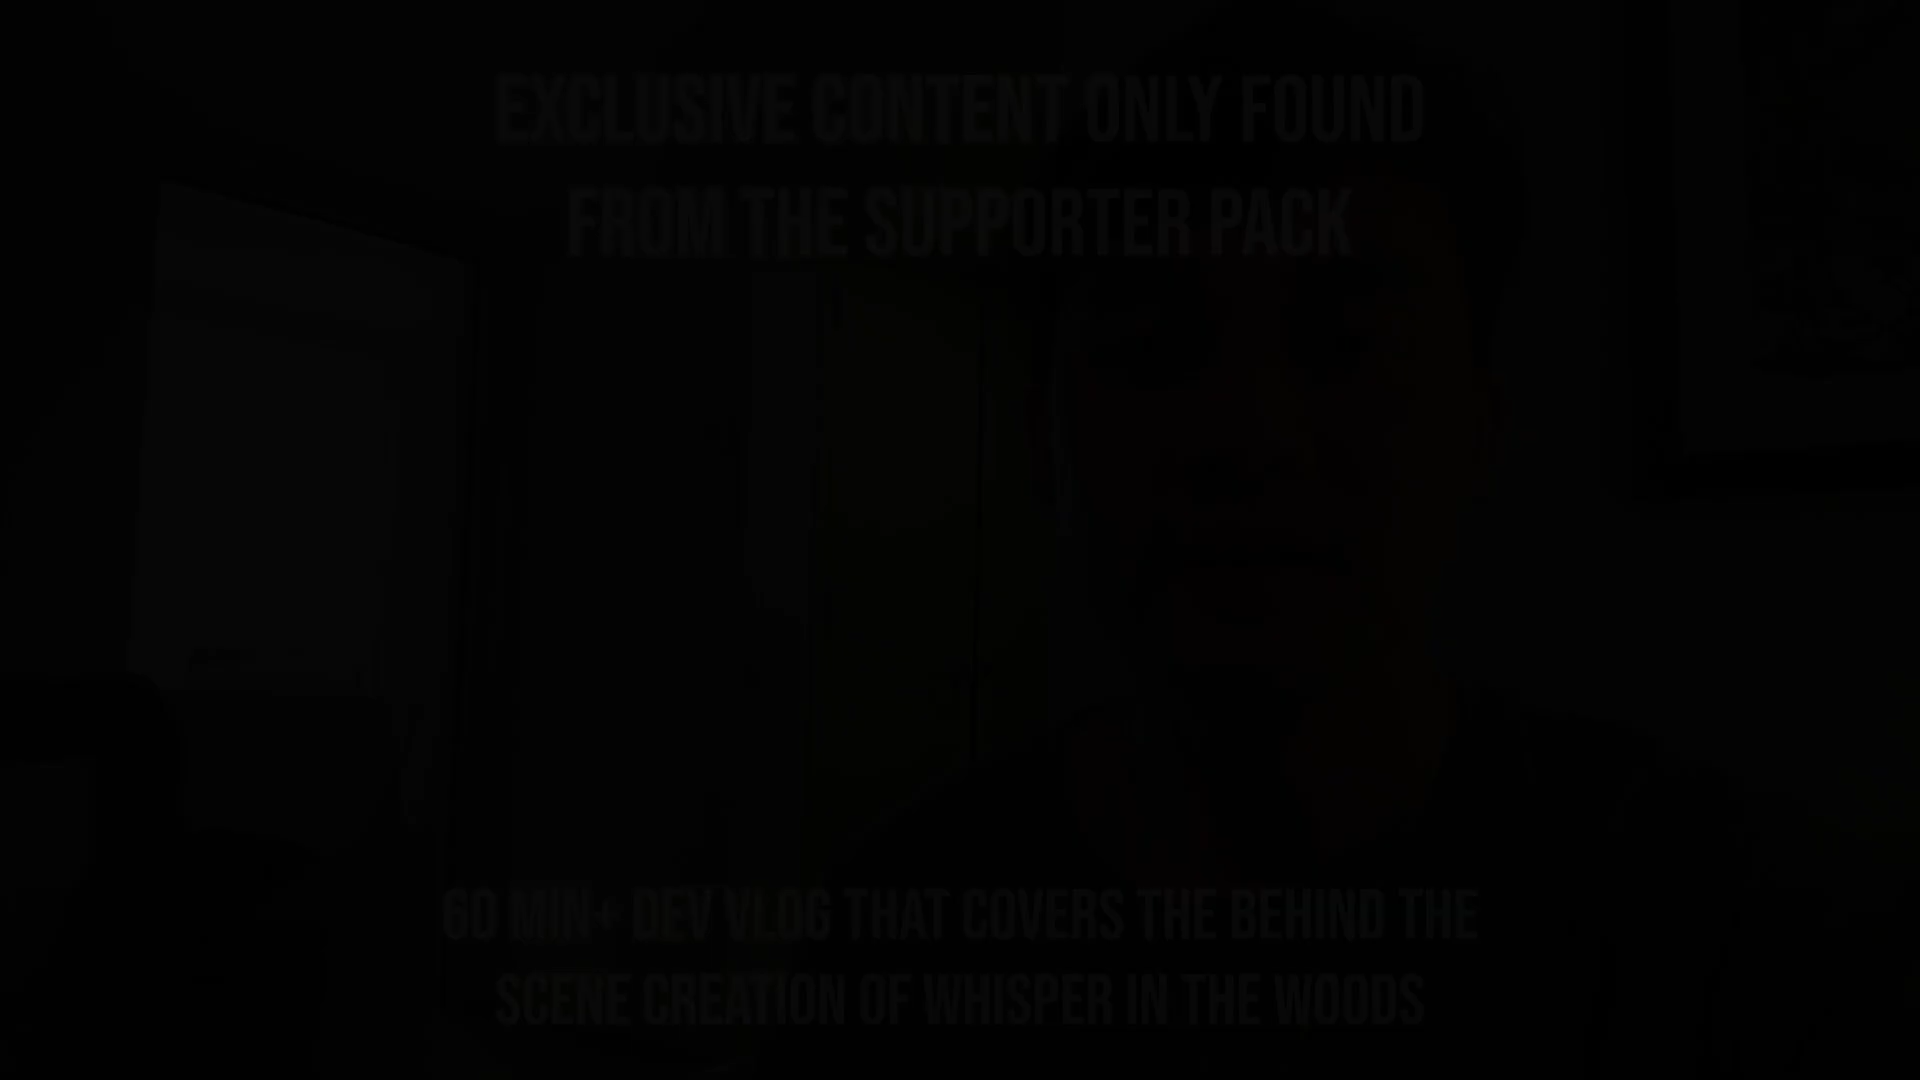 EXCLUSIVE CONTENT ONLY FOUND
FROM THE SUPPORTER PACK
60 MIN+ DEV VLOG THAT COVERS THE BEHIND THE
SCENE CREATION OF WHISPER IN THE WOODS